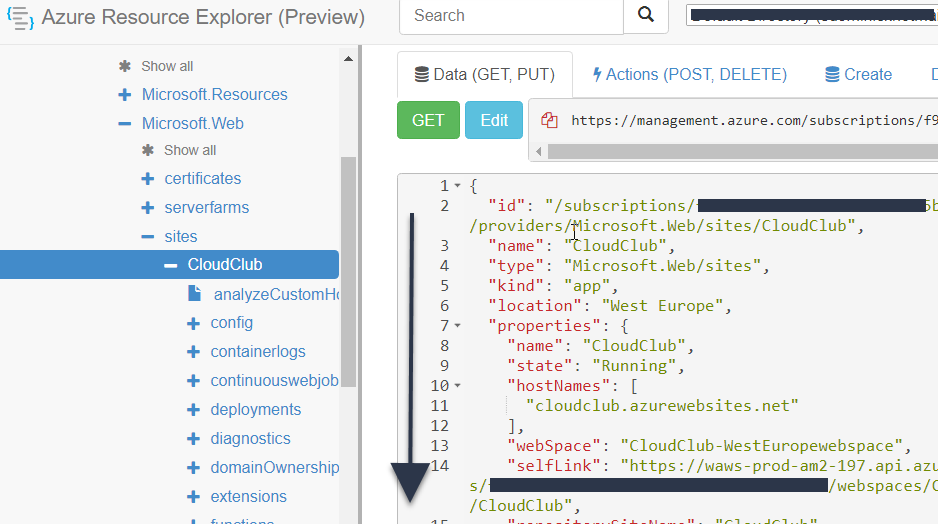 Azure Resource Explorer (Preview)
Search
Show all
Microsoft.Resources
Microsoft.Web
Show all
certificates
serverfarms
sites
CloudClub
analyzeCustomHo
config
containerlogs
continuouswebjob
deployments
diagnostics
domainOwnership
extensions
functions
Data (GET, PUT)
Actions (POST, DELETE)
Create
D
GET
Edit
https://management.azure.com/subscriptions/f9
1 {
2 "id": "/subscriptions/ 5b
/providers/Microsoft.Web/sites/CloudClub",
3 "name": "CloudClub",
4 "type": "Microsoft.Web/sites",
5 "kind": "app",
6 "location": "West Europe",
7 "properties": {
8 "name": "CloudClub",
9 "state": "Running",
10 "hostNames": [
11 "cloudclub.azurewebsites.net"
12 ],
13 "webSpace": "CloudClub-WestEuropewebspace",
14 "selfLink": "https://waws-prod-am2-197.api.azu
s/ /webspaces/C
/CloudClub",
15 "repositorySiteName": "CloudClub"